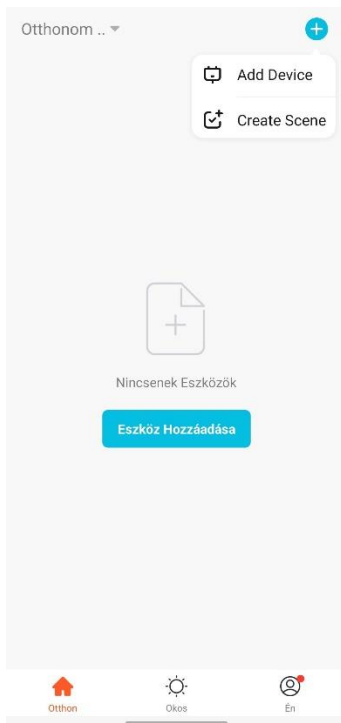 Otthonom ..
Add Device
Create Scene
Nincsenek Eszközök
Eszköz Hozzáadása
Otthon
Okos
Én